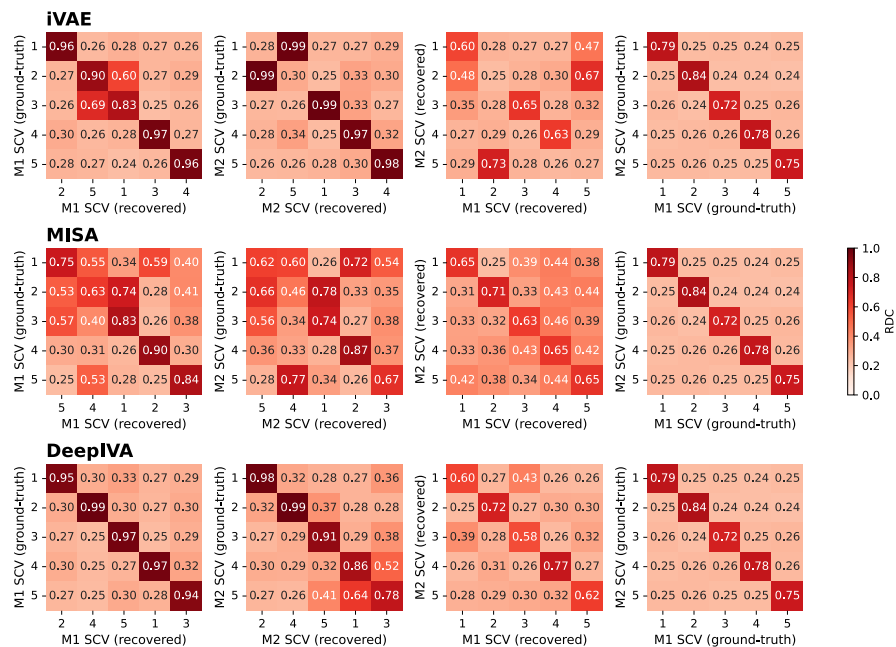 iVAE
M1 SCV (ground-truth)
1 0.96 0.26 0.28 0.27 0.26
2 0.27 0.90 0.60 0.27 0.29
3 0.26 0.69 0.83 0.25 0.26
4 0.30 0.26 0.28 0.97 0.27
5 0.28 0.27 0.24 0.26 0.96
2 5 1 3 4
M1 SCV (recovered)
M2 SCV (ground-truth)
1 0.28 0.99 0.27 0.27 0.29
2 0.99 0.30 0.25 0.33 0.30
3 0.27 0.26 0.99 0.33 0.27
4 0.28 0.34 0.25 0.97 0.32
5 0.26 0.26 0.28 0.30 0.98
2 5 1 3 4
M2 SCV (recovered)
M2 SCV (recovered)
1 0.60 0.28 0.27 0.27 0.47
2 0.48 0.25 0.28 0.30 0.67
3 0.35 0.28 0.65 0.28 0.32
4 0.27 0.29 0.26 0.63 0.29
5 0.29 0.73 0.28 0.26 0.27
1 2 3 4 5
M1 SCV (recovered)
M2 SCV (ground-truth)
1 0.79 0.25 0.25 0.24 0.25
2 0.25 0.84 0.24 0.24 0.24
3 0.26 0.24 0.72 0.26 0.25
4 0.25 0.26 0.26 0.78 0.26
5 0.25 0.26 0.26 0.25 0.75
1 2 3 4 5
M1 SCV (ground-truth)
MISA
M1 SCV (ground-truth)
1 0.75 0.55 0.34 0.59 0.40
2 0.53 0.63 0.74 0.28 0.41
3 0.57 0.40 0.83 0.26 0.38
4 0.30 0.31 0.26 0.90 0.30
5 0.25 0.53 0.28 0.25 0.84
5 4 1 2 3
M1 SCV (recovered)
M2 SCV (ground-truth)
1 0.62 0.60 0.26 0.72 0.54
2 0.66 0.46 0.78 0.33 0.35
3 0.56 0.34 0.74 0.27 0.38
4 0.36 0.33 0.28 0.87 0.37
5 0.28 0.77 0.34 0.26 0.67
5 4 1 2 3
M2 SCV (recovered)
M2 SCV (recovered)
1 0.65 0.25 0.39 0.44 0.38
2 0.31 0.71 0.33 0.43 0.44
3 0.33 0.32 0.63 0.46 0.39
4 0.33 0.36 0.43 0.65 0.42
5 0.42 0.38 0.34 0.44 0.65
1 2 3 4 5
M1 SCV (recovered)
M2 SCV (ground-truth)
1 0.79 0.25 0.25 0.24 0.25
2 0.25 0.84 0.24 0.24 0.24
3 0.26 0.24 0.72 0.26 0.25
4 0.25 0.26 0.26 0.78 0.26
5 0.25 0.26 0.26 0.25 0.75
1 2 3 4 5
M1 SCV (ground-truth)
1.0
0.8
0.6
0.4
0.2
0.0
RDC
DeepIVA
M1 SCV (ground-truth)
1 0.95 0.30 0.33 0.27 0.29
2 0.30 0.99 0.30 0.27 0.30
3 0.27 0.30 0.97 0.25 0.29
4 0.30 0.25 0.27 0.97 0.32
5 0.27 0.27 0.30 0.28 0.94
2 4 5 1 3
M1 SCV (recovered)
M2 SCV (ground-truth)
1 0.98 0.32 0.28 0.27 0.36
2 0.32 0.99 0.37 0.28 0.28
3 0.27 0.30 0.91 0.29 0.38
4 0.30 0.29 0.32 0.86 0.52
5 0.27 0.26 0.41 0.64 0.78
2 4 5 1 3
M2 SCV (recovered)
M2 SCV (recovered)
1 0.60 0.27 0.43 0.26 0.26
2 0.25 0.72 0.27 0.30 0.30
3 0.39 0.28 0.58 0.26 0.32
4 0.26 0.31 0.26 0.77 0.27
5 0.28 0.29 0.30 0.32 0.62
1 2 3 4 5
M1 SCV (recovered)
M2 SCV (ground-truth)
1 0.79 0.25 0.25 0.24 0.25
2 0.25 0.84 0.24 0.24 0.24
3 0.26 0.24 0.72 0.26 0.25
4 0.25 0.26 0.26 0.78 0.26
5 0.25 0.26 0.26 0.25 0.75
1 2 3 4 5
M1 SCV (ground-truth)